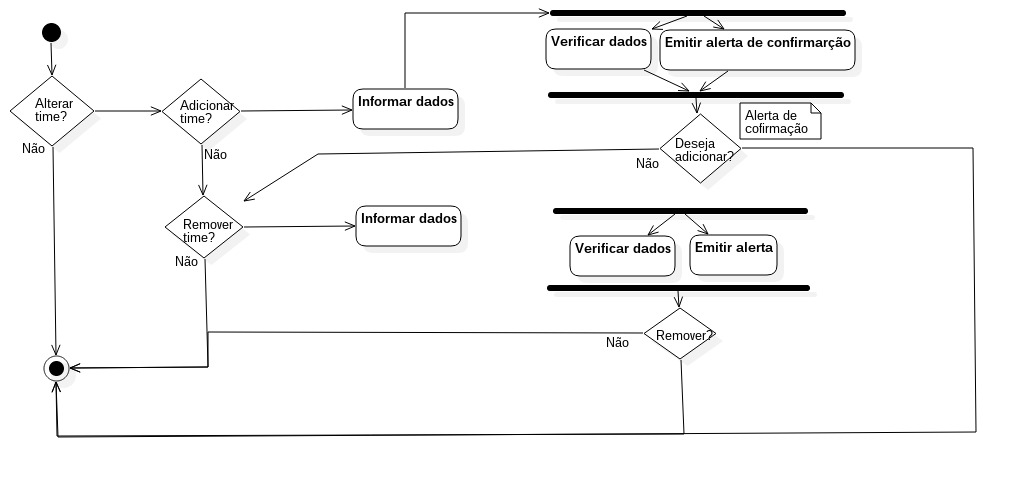 Verificar dados
Emitir alerta de confirmarção
Alterar
time?
Adicionar
time?
Informar dados
Alerta de
cofirmação
Não
Não
Deseja
adicionar?
Não
Remover
time?
Informar dados
Verificar dados
Emitir alerta
Não
Remover?
Não